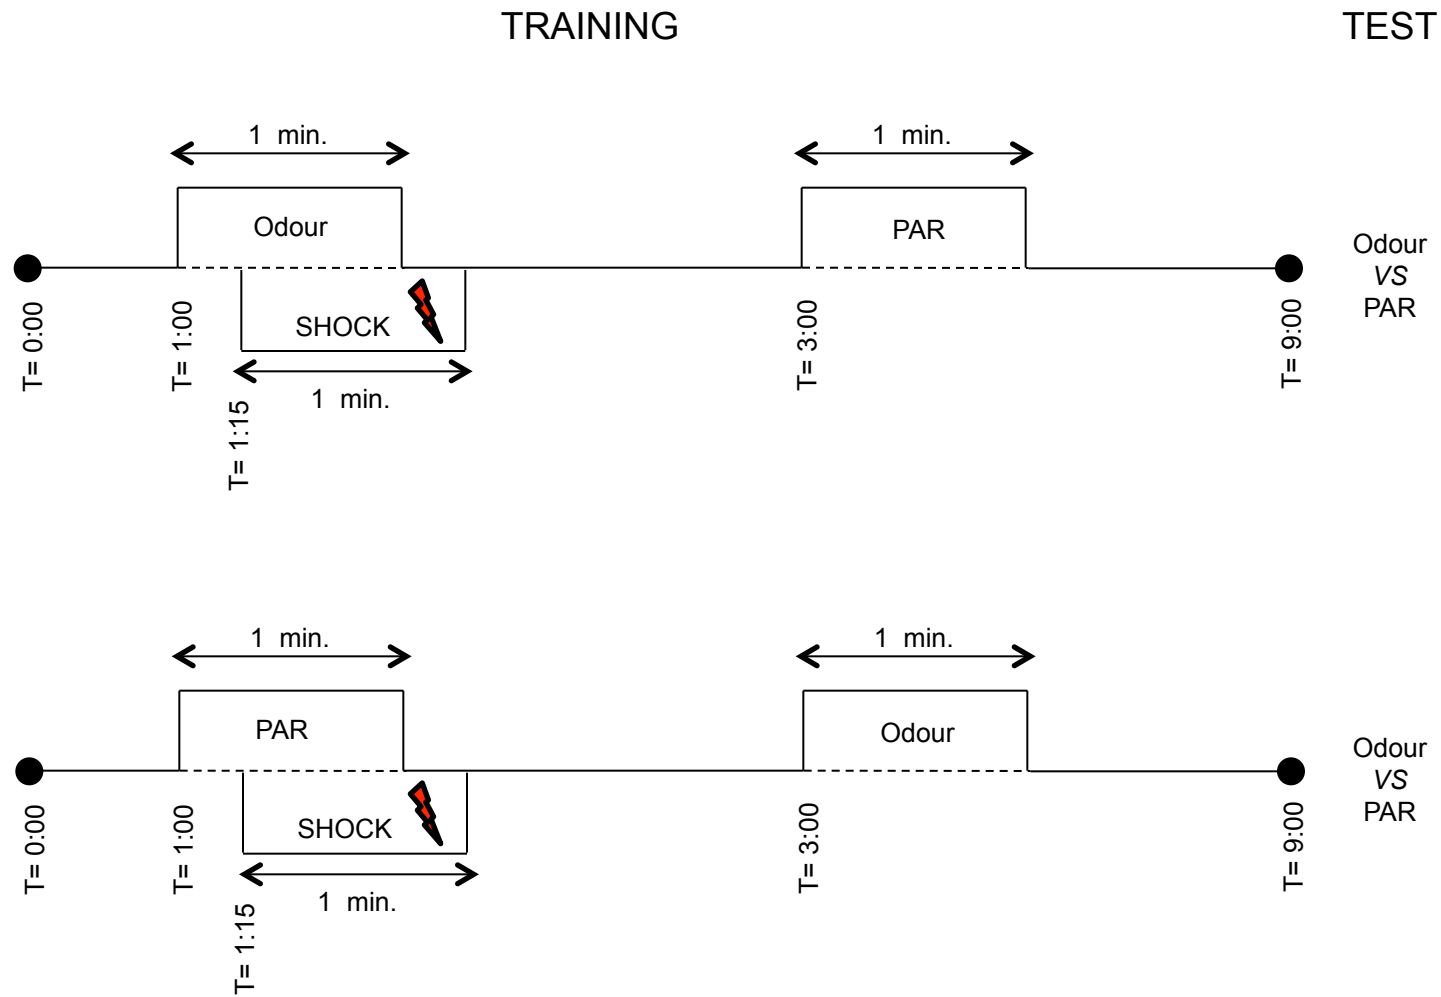 TRAINING
TEST
1 min.
1 min.
Odour
PAR
SHOCK
1 min.
T= 0:00
T= 1:00
T= 1:15
T= 3:00
T= 9:00
Odour
VS
PAR
1 min.
1 min.
PAR
Odour
SHOCK
1 min.
T= 0:00
T= 1:00
T= 1:15
T= 3:00
T= 9:00
Odour
VS
PAR